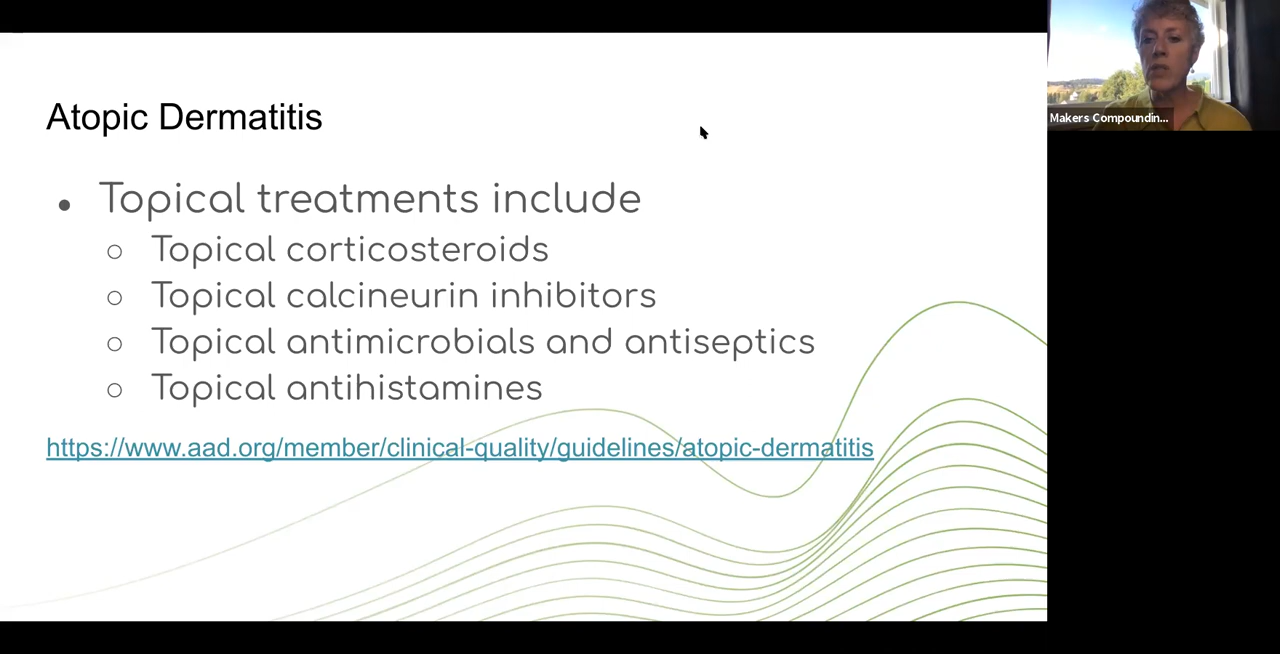 Atopic Dermatitis
● Topical treatments include
○ Topical corticosteroids
○ Topical calcineurin inhibitors
○ Topical antimicrobials and antiseptics
○ Topical antihistamines
https://www.aad.org/member/clinical-quality/guidelines/atopic-dermatitis
Makers Compoundin...